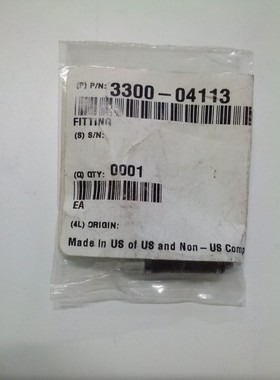 (P) P/N: 3300-04113
FITTING
(S) S/N:
(Q) QTY: 0001
EA
(4L) ORIGIN:
Made in US of US and Non-US Comp